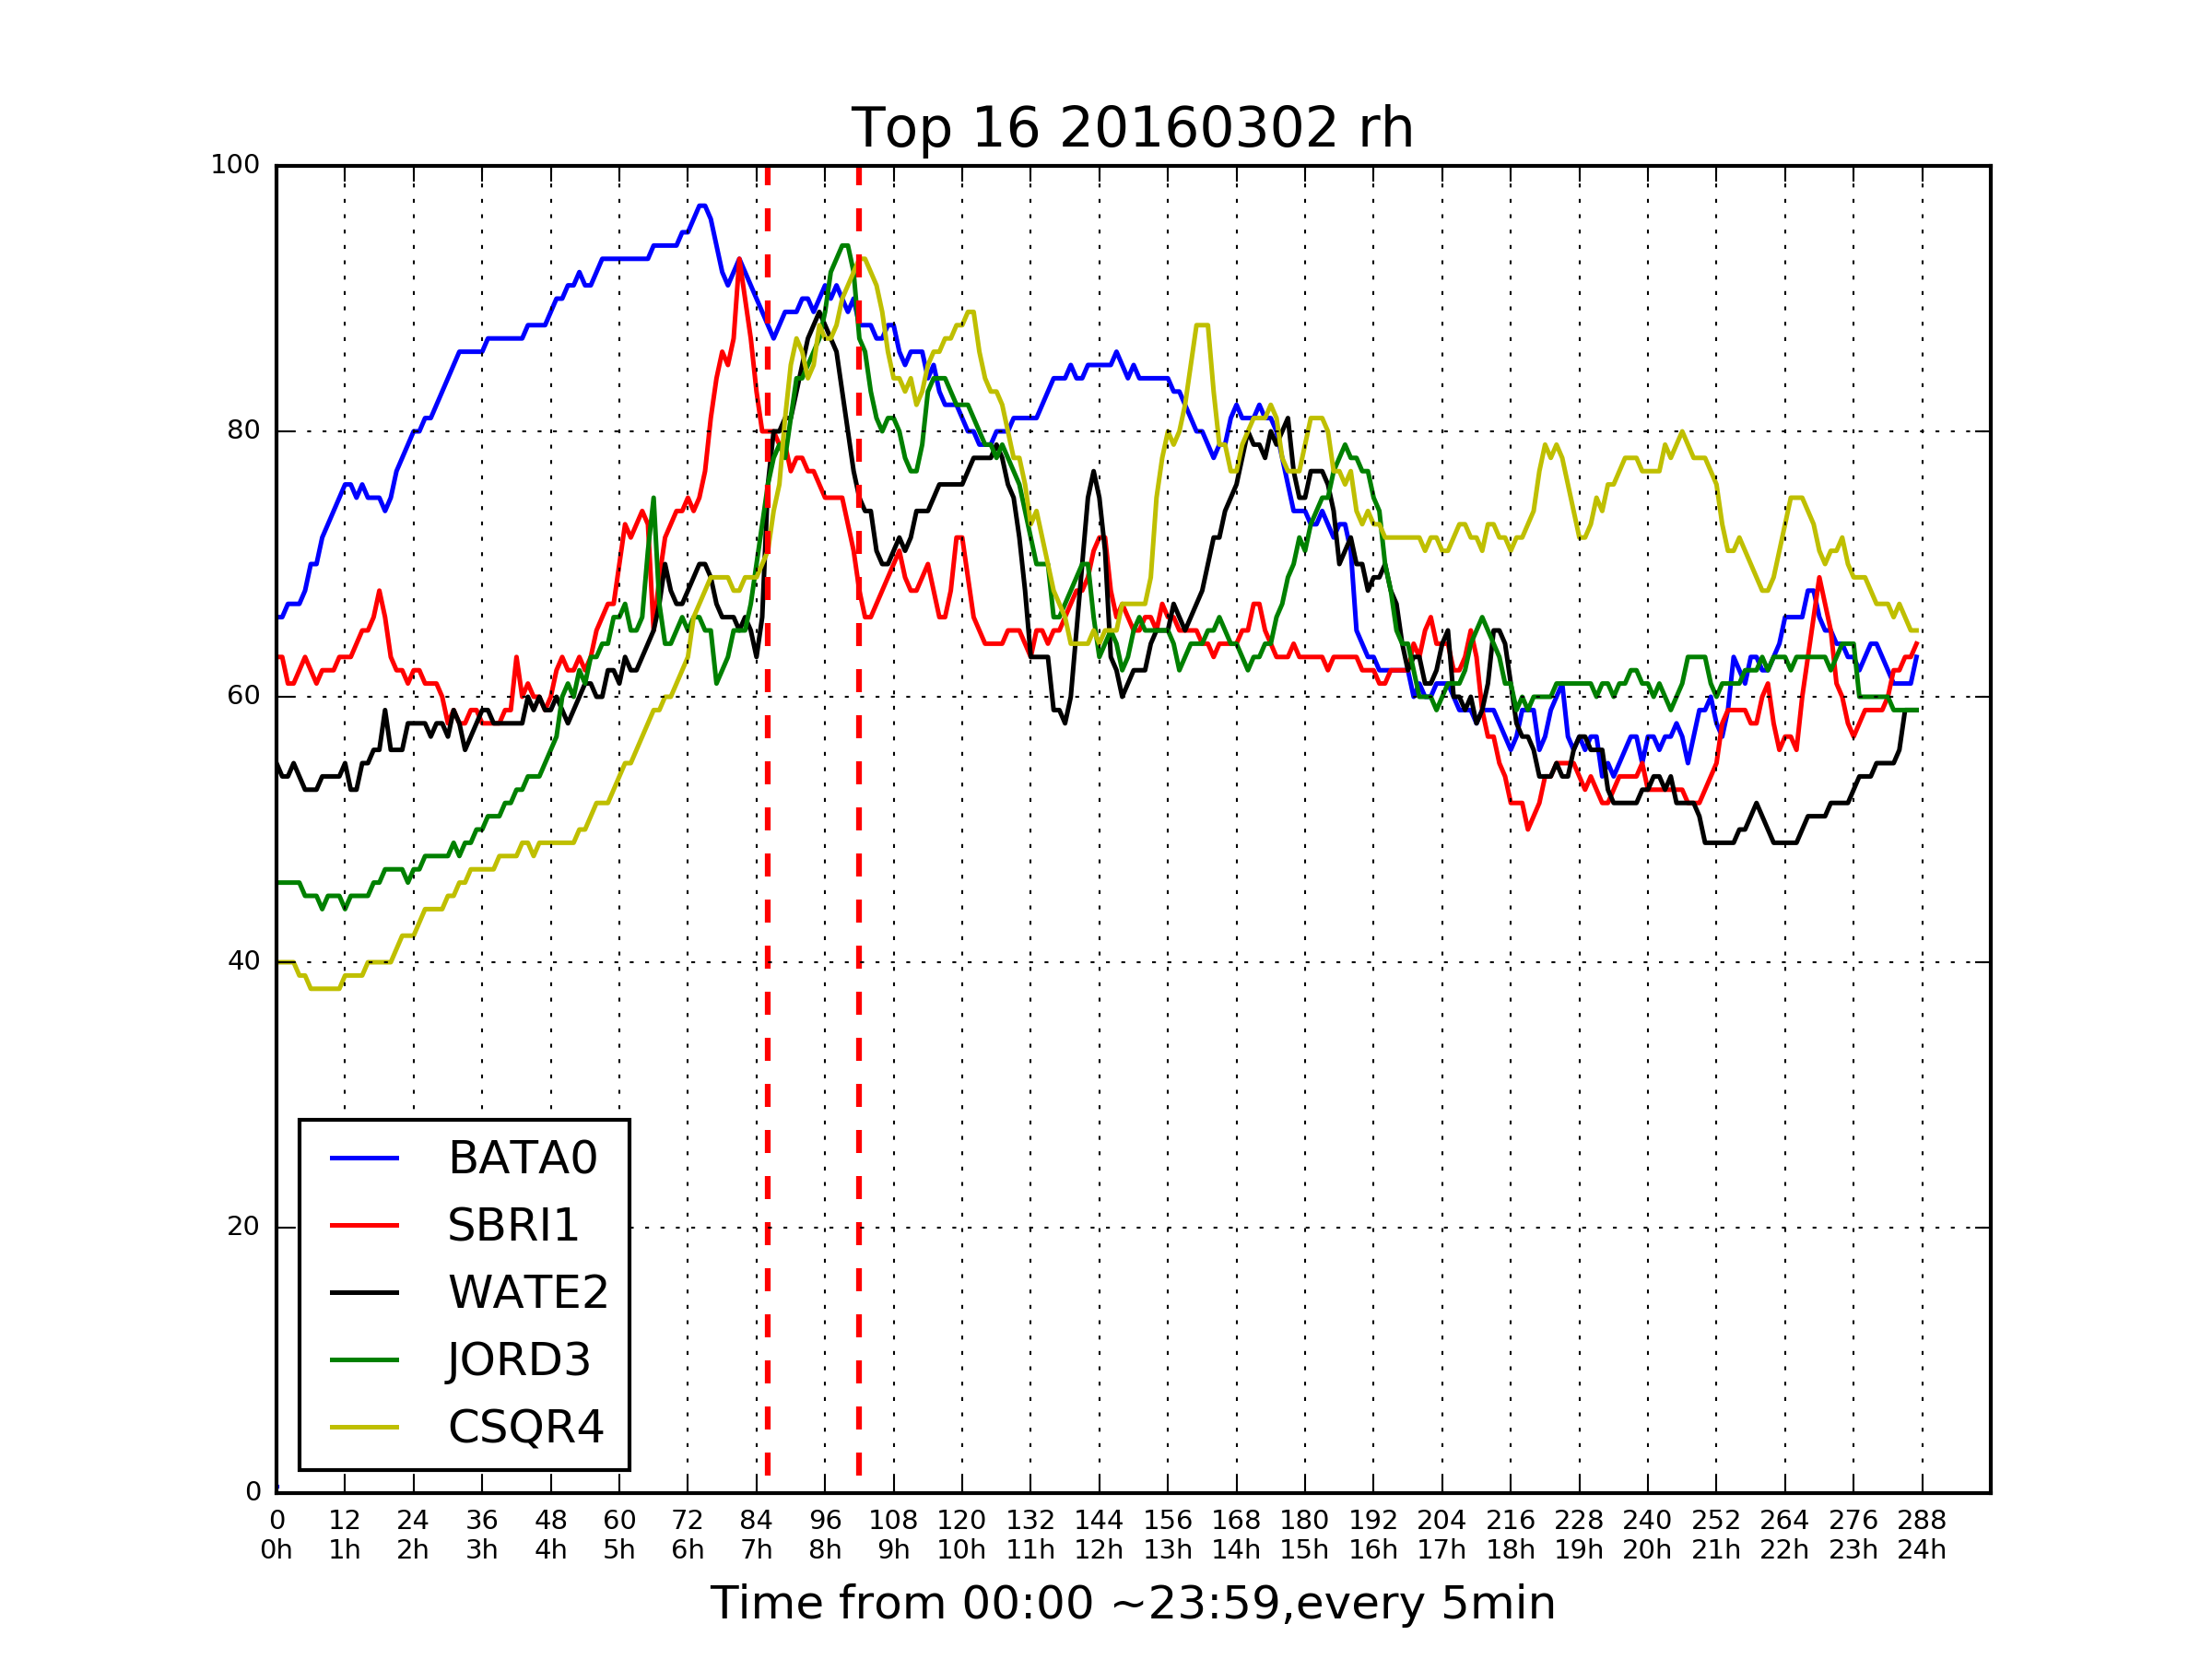 Top 16 20160302 rh
100
80
60
40
20
0
BATA0
SBRI1
WATE2
JORD3
CSQR4
0 12 24 36 48 60 72 84 96 108 120 132 144 156 168 180 192 204 216 228 240 252 264 276 288
0h 1h 2h 3h 4h 5h 6h 7h 8h 9h 10h 11h 12h 13h 14h 15h 16h 17h 18h 19h 20h 21h 22h 23h 24h
Time from 00:00 ~23:59,every 5min